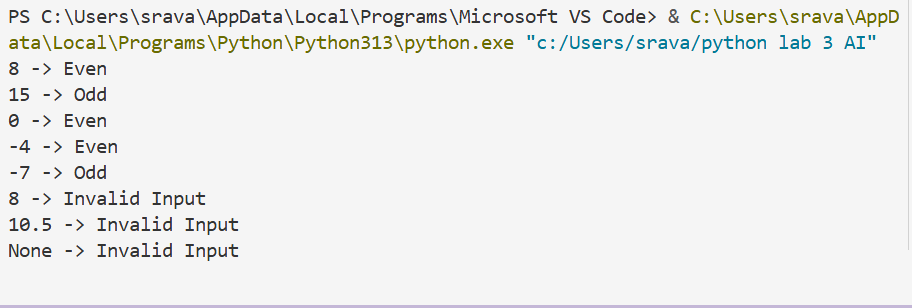 PS C:\Users\srava\AppData\Local\Programs\Microsoft VS Code> & C:\Users\srava\AppD
ata\Local\Programs\Python\Python313\python.exe "c:/Users/srava/python lab 3 AI"
8 -> Even
15 -> Odd
0 -> Even
-4 -> Even
-7 -> Odd
8 -> Invalid Input
10.5 -> Invalid Input
None -> Invalid Input